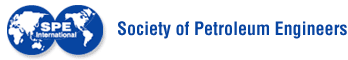 SPE
International
Society of Petroleum Engineers